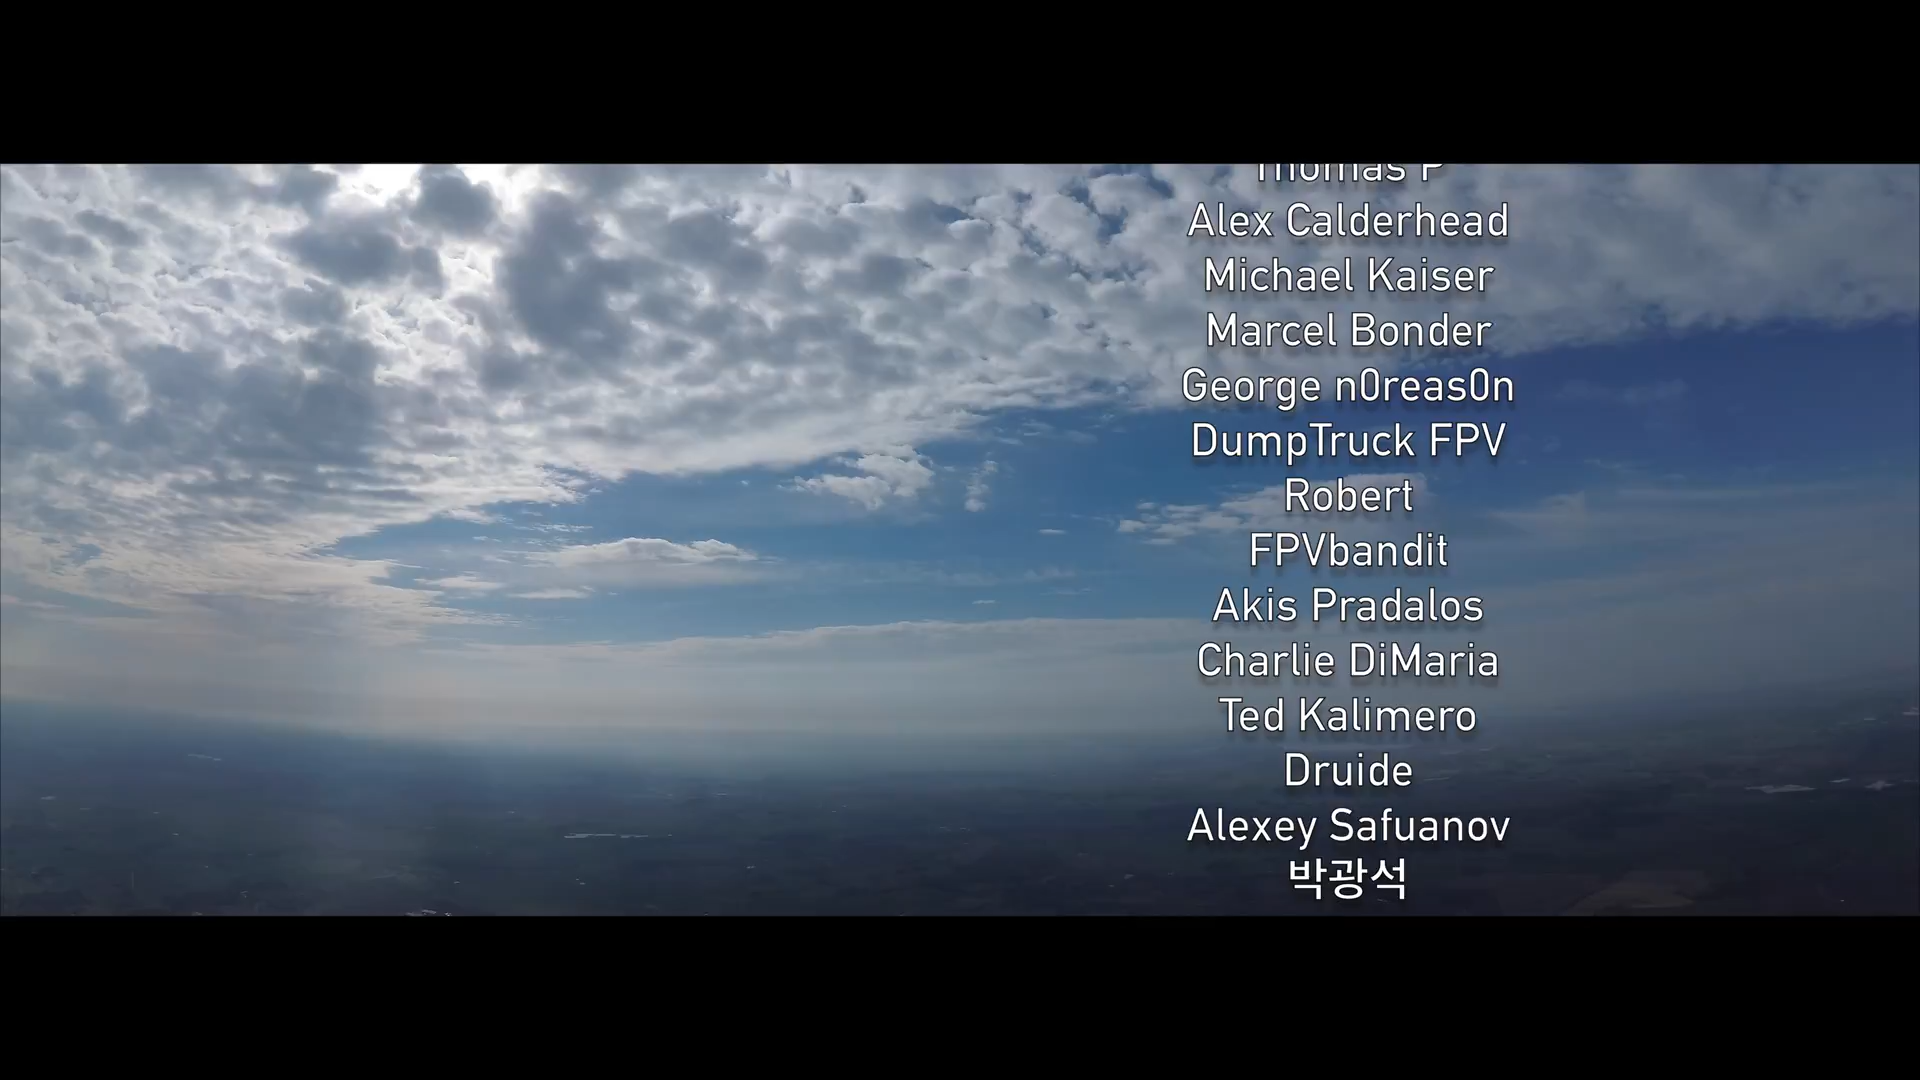 Thomas P
Alex Calderhead
Michael Kaiser
Marcel Bonder
George n0reas0n
DumpTruck FPV
Robert
FPVbandit
Akis Pradalos
Charlie DiMaria
Ted Kalimero
Druide
Alexey Safuanov
박광석